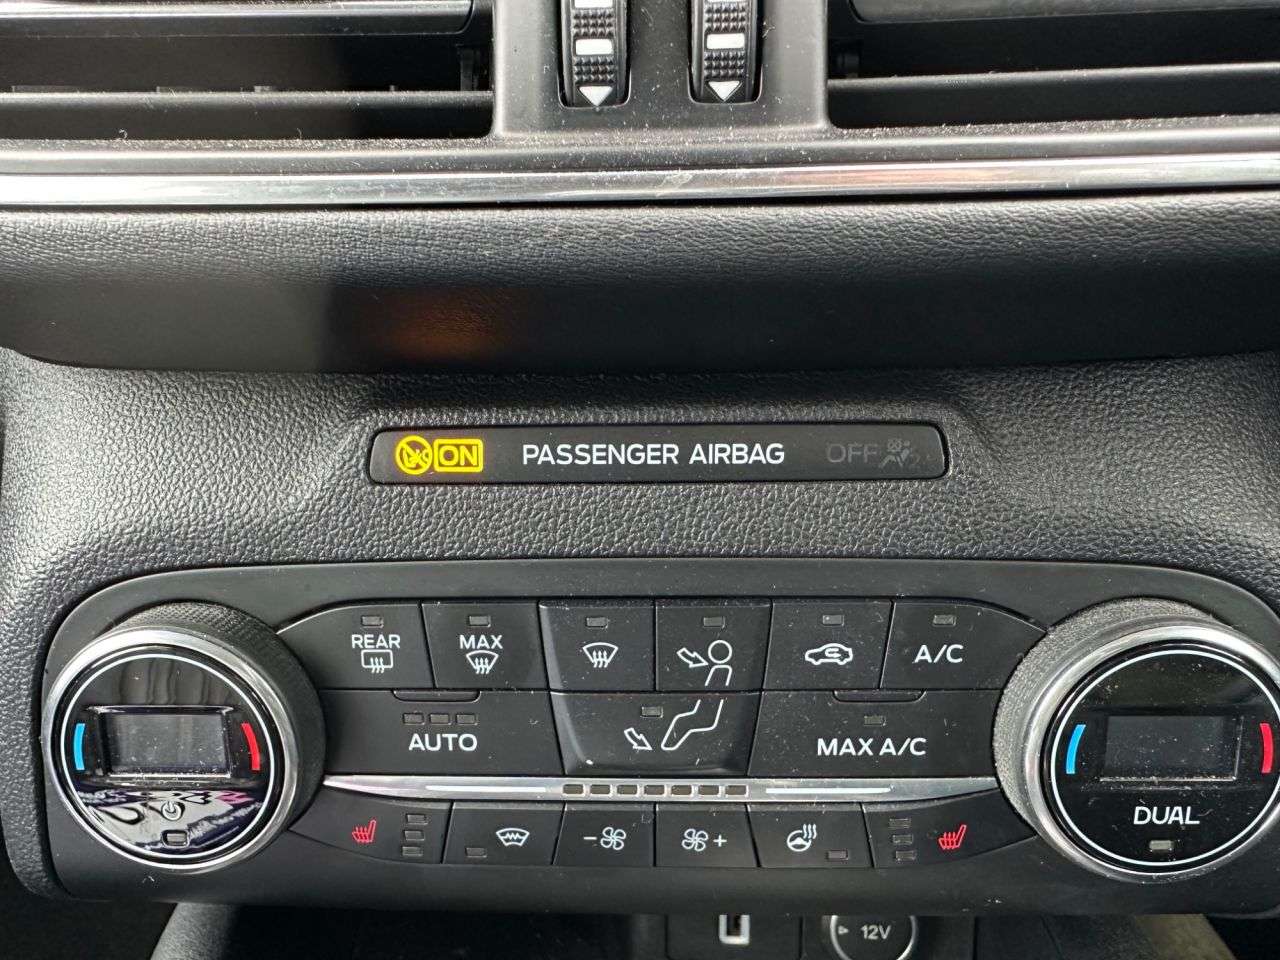 ON PASSENGER AIRBAG OFF
REAR
MAX
A/C
AUTO
MAX A/C
DUAL
- +
12V